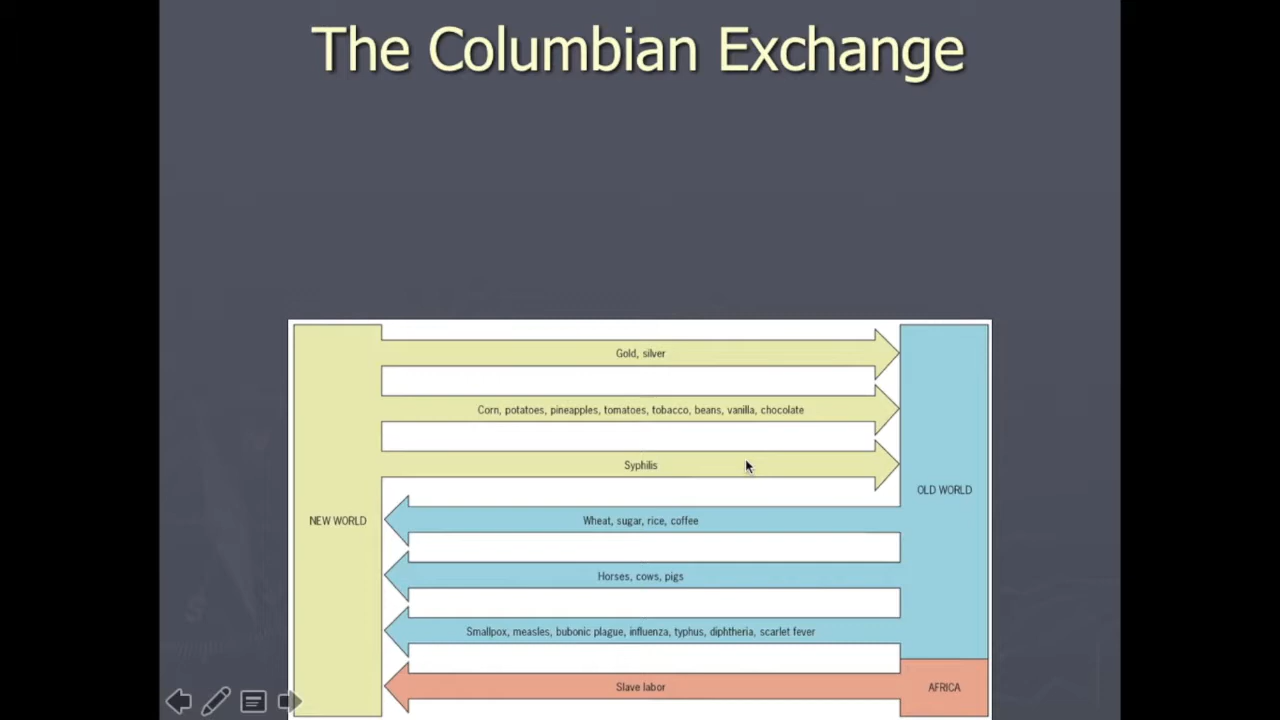 The Columbian Exchange
Gold, silver
Corn, potatoes, pineapples, tomatoes, tobacco, beans, vanilla, chocolate
Syphilis
OLD WORLD
NEW WORLD
Wheat, sugar, rice, coffee
Horses, cows, pigs
Smallpox, measles, bubonic plague, influenza, typhus, diphtheria, scarlet fever
Slave labor
AFRICA